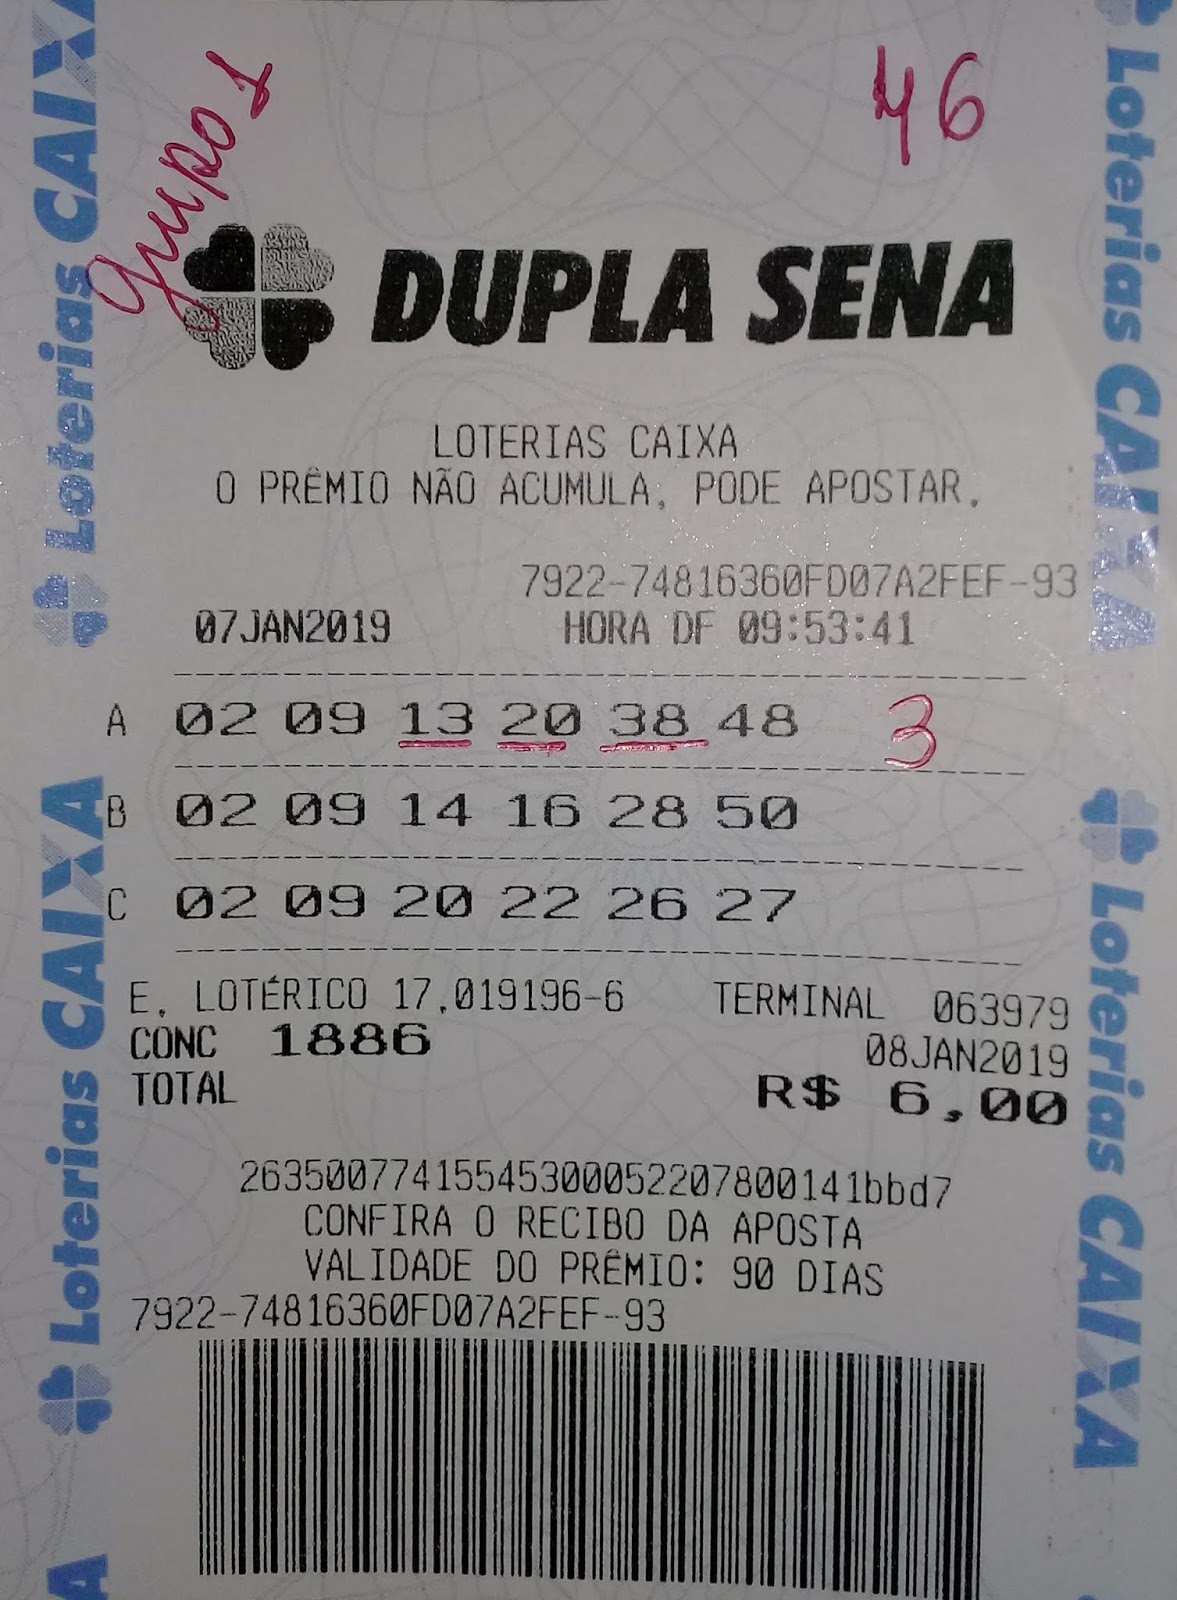 grupo 1
46
DUPLA SENA
LOTERIAS CAIXA
O PRÊMIO NÃO ACUMULA, PODE APOSTAR.
7922-74816360FD07A2FEF-93
07JAN2019 HORA DF 09:53:41
A 02 09 13 20 38 48 3
B 02 09 14 16 28 50
C 02 09 20 22 26 27
E. LOTÉRICO 17.019196-6 TERMINAL 063979
CONC 1886 08JAN2019
TOTAL R$ 6,00
263500774155453000522207800141bbd7
CONFIRA O RECIBO DA APOSTA
VALIDADE DO PRÊMIO: 90 DIAS
7922-74816360FD07A2FEF-93
CAIXA
Loterias
CAIXA
Loterias
A
Loterias CAIXA
Loterias CAIXA